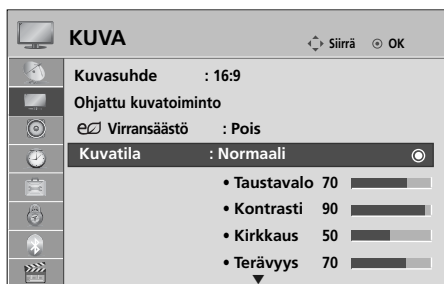 KUVA
Siirrä OK
Kuvasuhde : 16:9
Ohjattu kuvatoiminto
Virransäästö : Pois
Kuvatila : Normaali
• Taustavalo 70
• Kontrasti 90
• Kirkkaus 50
• Terävyys 70